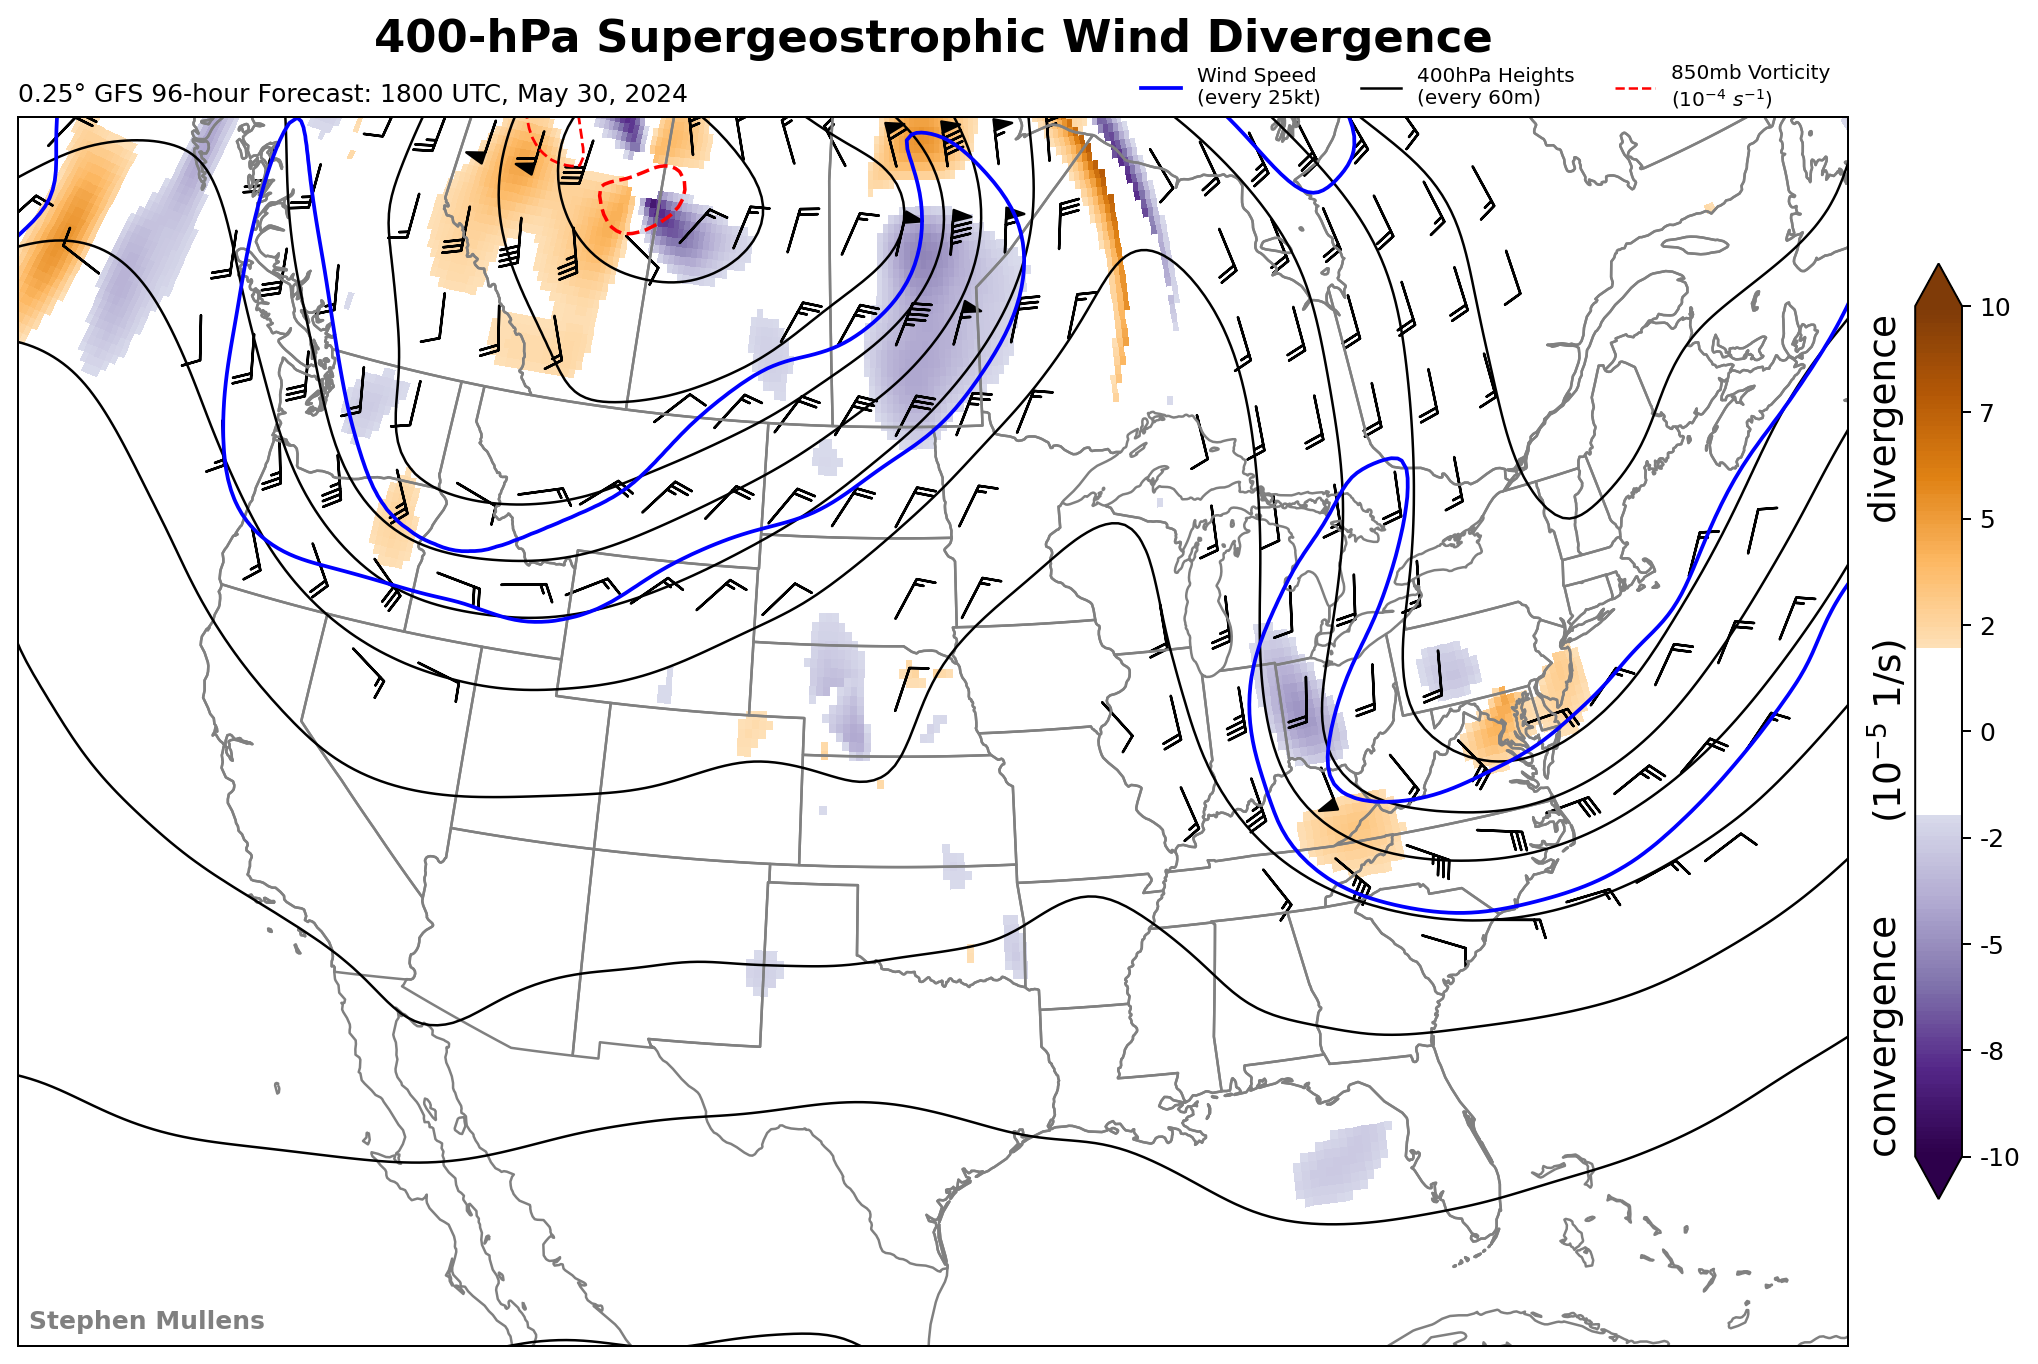 400-hPa Supergeostrophic Wind Divergence
0.25° GFS 96-hour Forecast: 1800 UTC, May 30, 2024
Wind Speed
(every 25kt)
400hPa Heights
(every 60m)
850mb Vorticity
(10⁻⁴ s⁻¹)
10
7
5
2
0
-2
-5
-8
-10
convergence (10⁻⁵ 1/s) divergence
Stephen Mullens